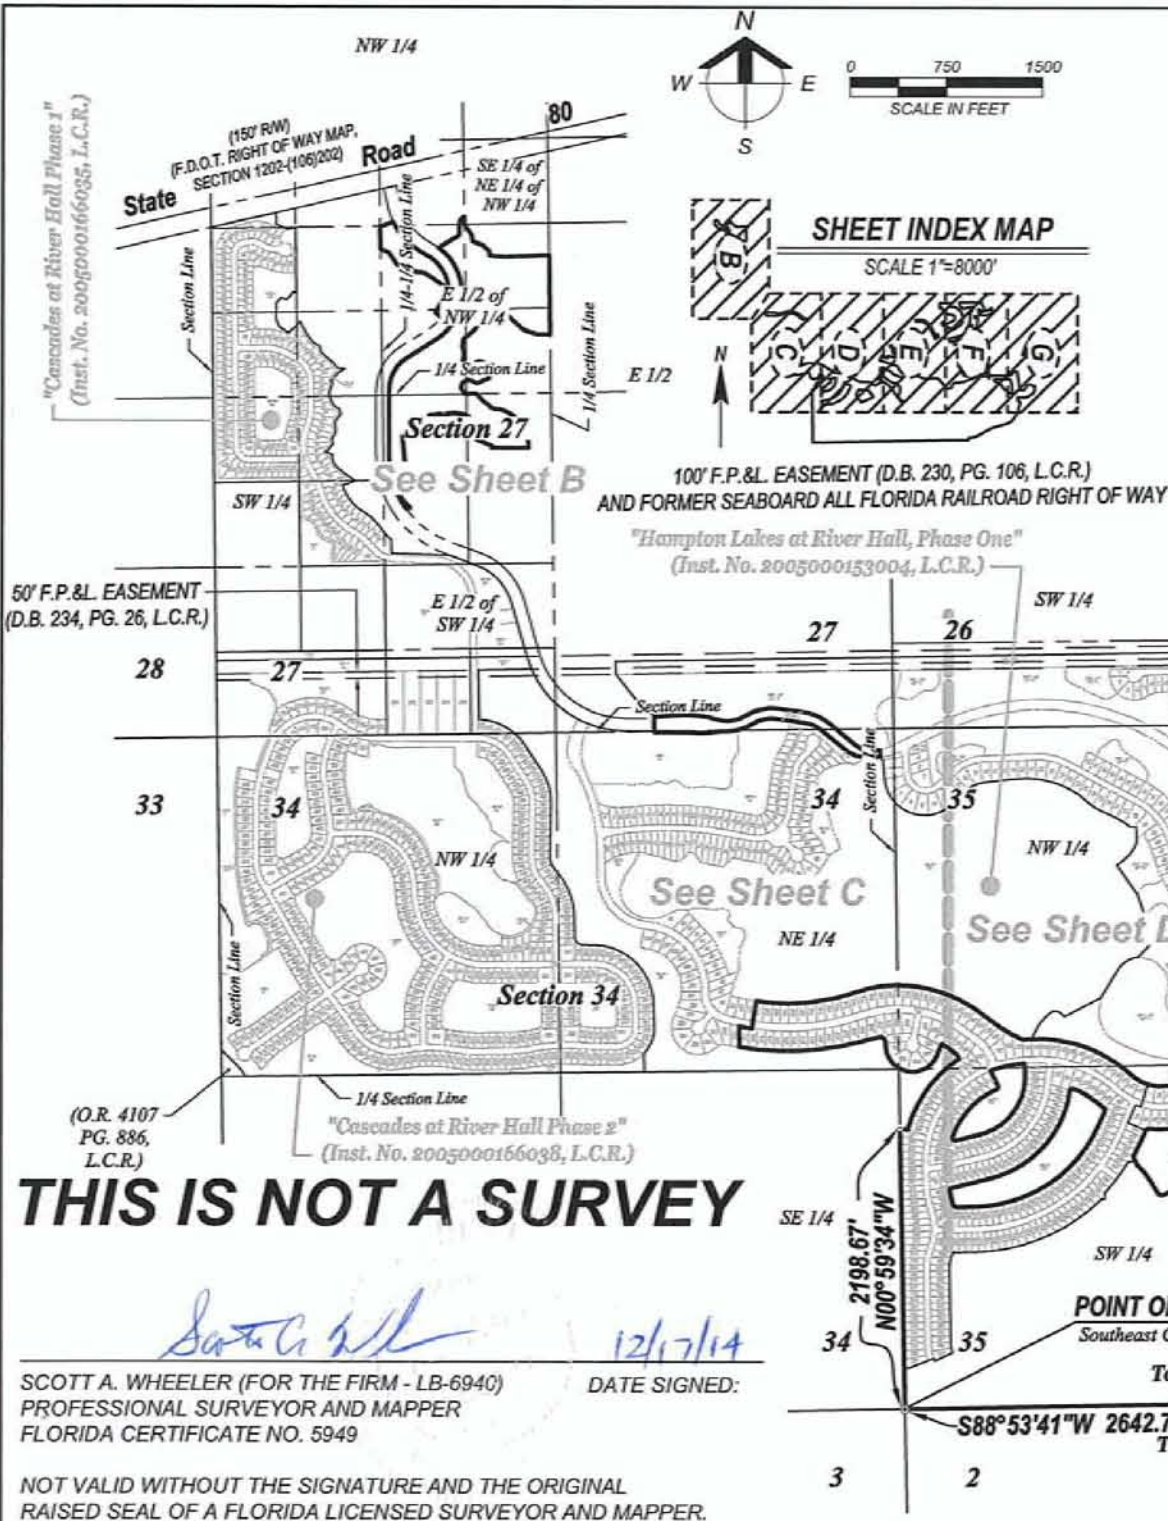 NW 1/4
N
W E
S
0 750 1500
SCALE IN FEET
"Cascades at River Hall Phase 1"
(Inst. No. 2005000166035, L.C.R.)
(150' R/W)
(F.D.O.T. RIGHT OF WAY MAP,
SECTION 1202-(106)202)
State Road 80
SE 1/4 of
NE 1/4 of
NW 1/4
Section Line
1/4-1/4 Section Line
E 1/2 of
NW 1/4
1/4 Section Line
1/4 Section Line
E 1/2
SHEET INDEX MAP
SCALE 1"=8000'
B
N
C D E F G
Section 27
See Sheet B
SW 1/4
100' F.P.&L. EASEMENT (D.B. 230, PG. 106, L.C.R.)
AND FORMER SEABOARD ALL FLORIDA RAILROAD RIGHT OF WAY
"Hampton Lakes at River Hall, Phase One"
(Inst. No. 2005000153004, L.C.R.)
50' F.P.&L. EASEMENT
(D.B. 234, PG. 26, L.C.R.)
E 1/2 of
SW 1/4
SW 1/4
27 26
28 27
Section Line
Section Line
33 34 34 35
NW 1/4
NW 1/4
See Sheet C
See Sheet
NE 1/4
Section Line
Section 34
1/4 Section Line
(O.R. 4107
PG. 886,
L.C.R.)
"Cascades at River Hall Phase 2"
(Inst. No. 2005000166038, L.C.R.)
THIS IS NOT A SURVEY
SE 1/4
2198.67'
N00°59'34"W
SW 1/4
POINT O
Southeast
34 35
S88°53'41"W 2642.7
3 2
12/17/14
SCOTT A. WHEELER (FOR THE FIRM - LB-6940) DATE SIGNED:
PROFESSIONAL SURVEYOR AND MAPPER
FLORIDA CERTIFICATE NO. 5949
NOT VALID WITHOUT THE SIGNATURE AND THE ORIGINAL
RAISED SEAL OF A FLORIDA LICENSED SURVEYOR AND MAPPER.